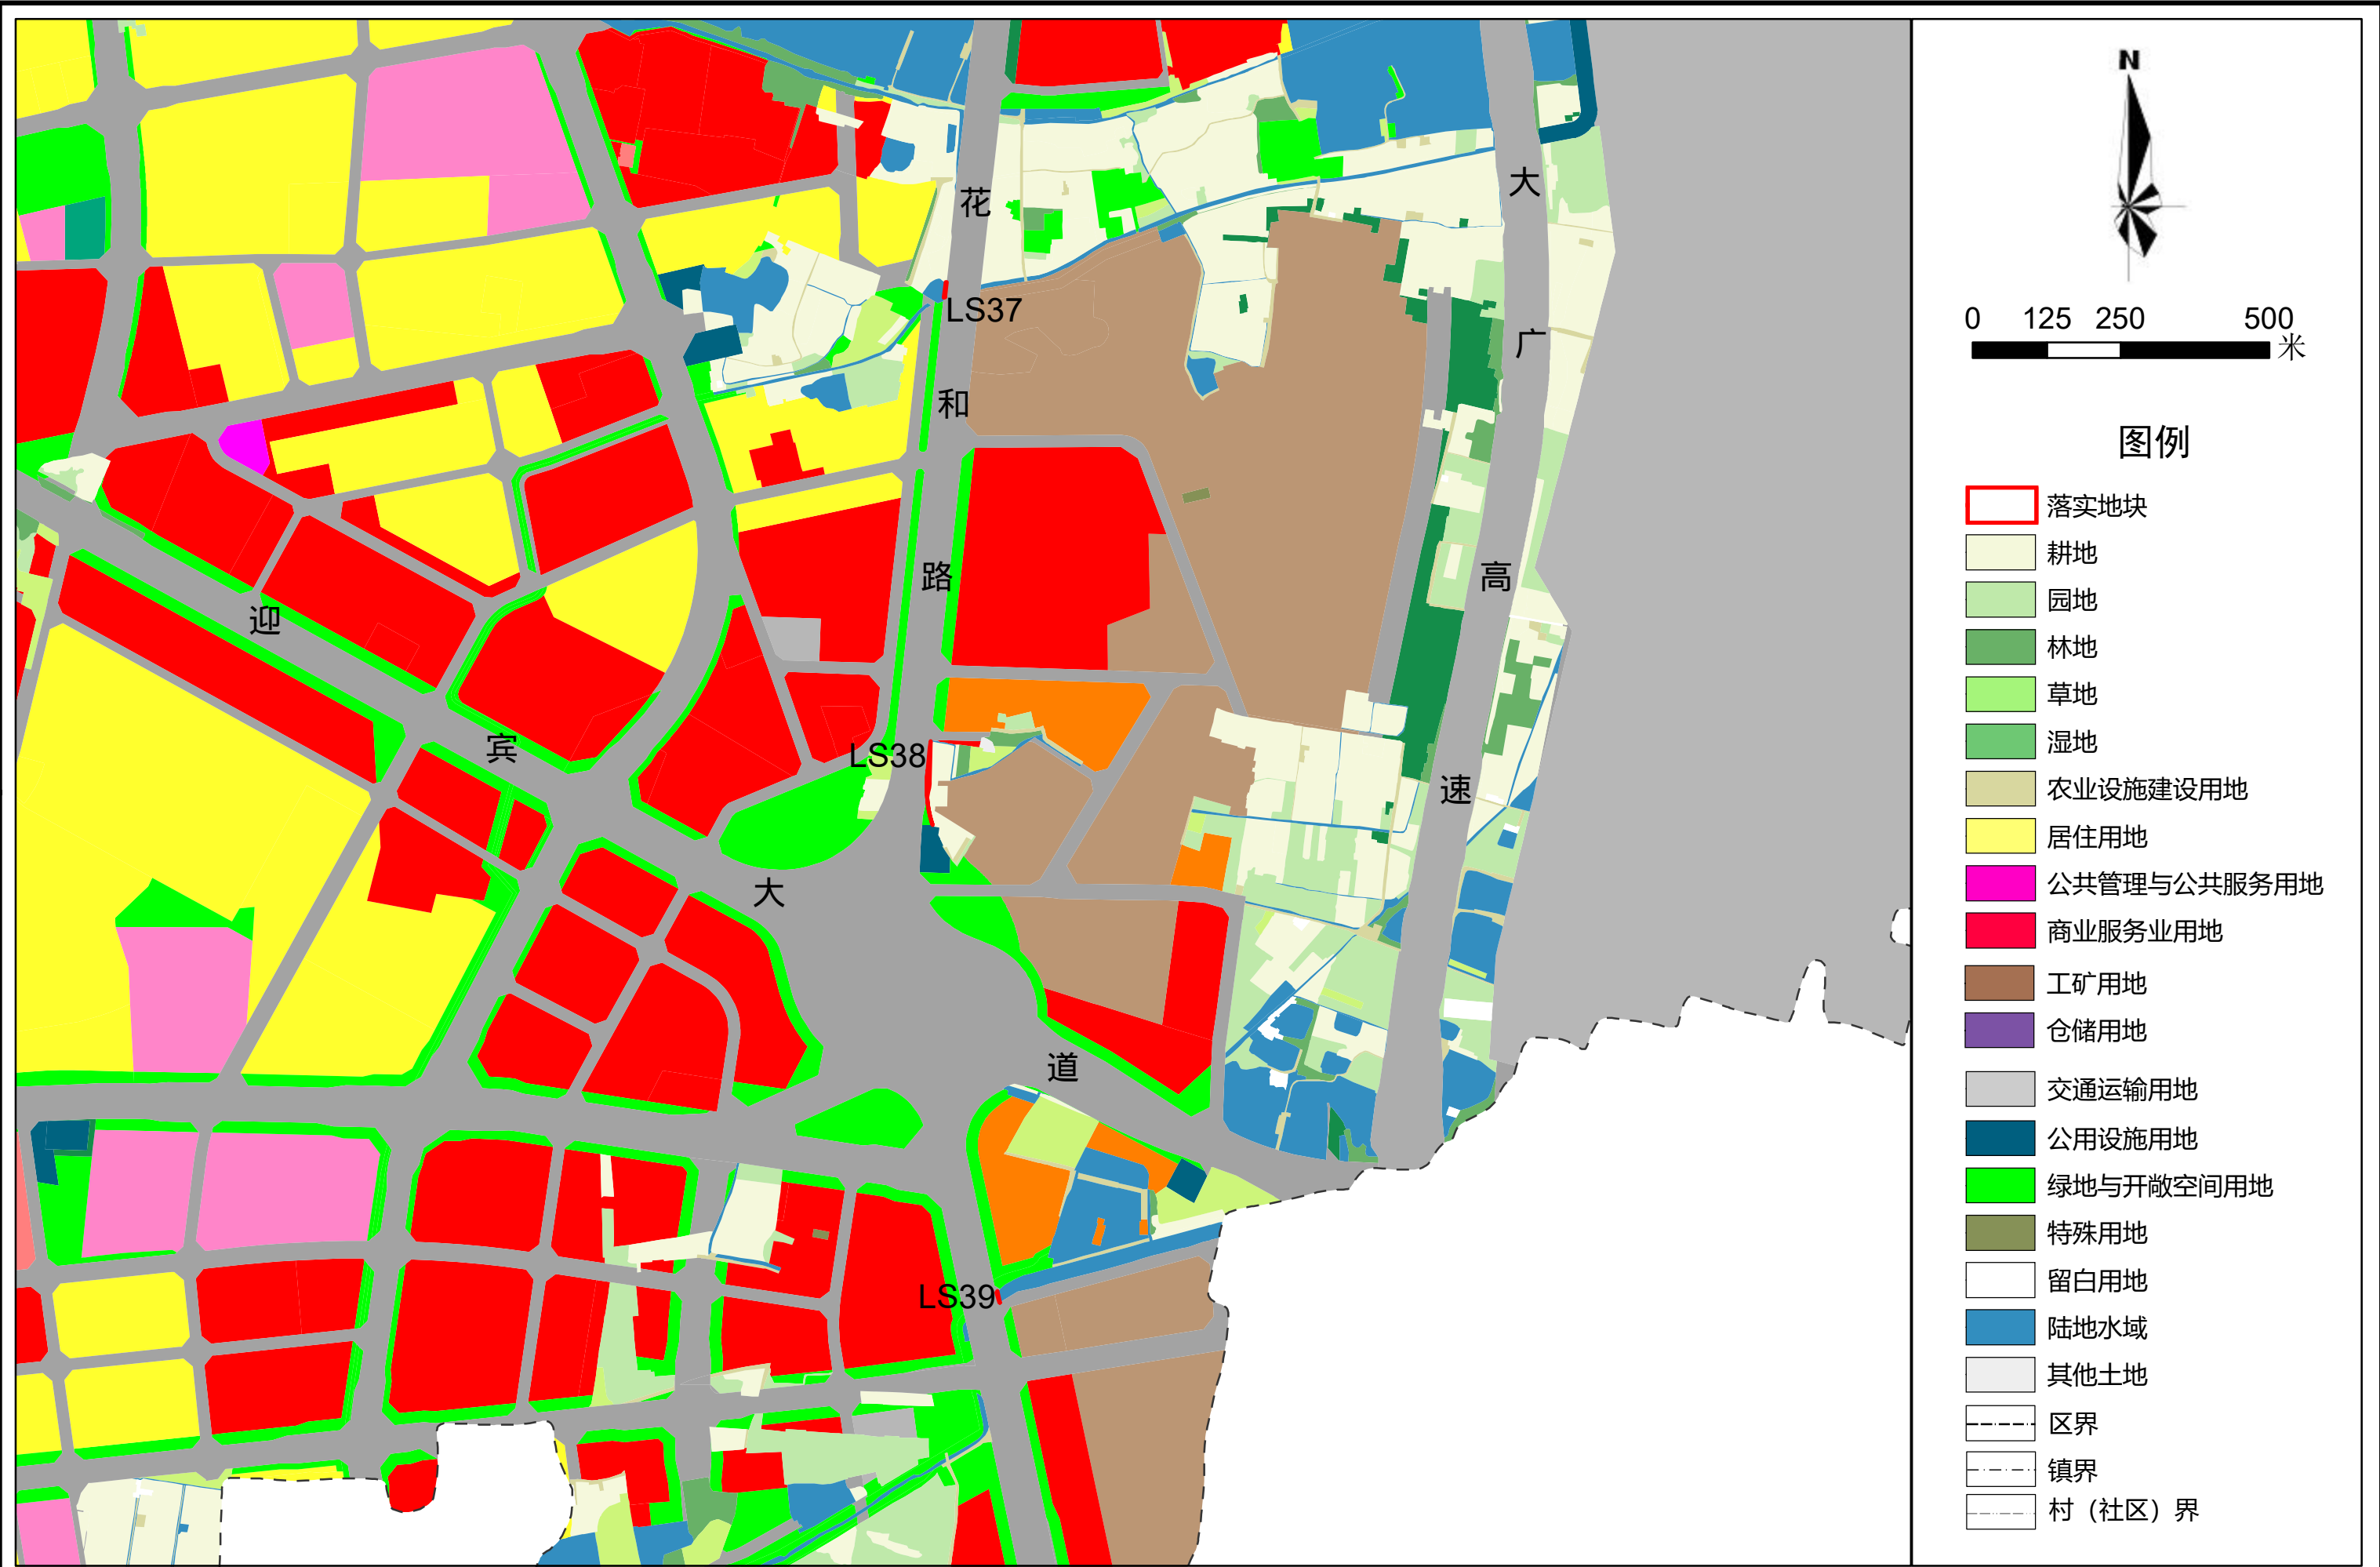 花
大
LS37
广
和
路
高
迎
宾
LS38
速
大
道
LS39
N
0 125 250 500
米
图例
落实地块
耕地
园地
林地
草地
湿地
农业设施建设用地
居住用地
公共管理与公共服务用地
商业服务业用地
工矿用地
仓储用地
交通运输用地
公用设施用地
绿地与开敞空间用地
特殊用地
留白用地
陆地水域
其他土地
区界
镇界
村（社区）界